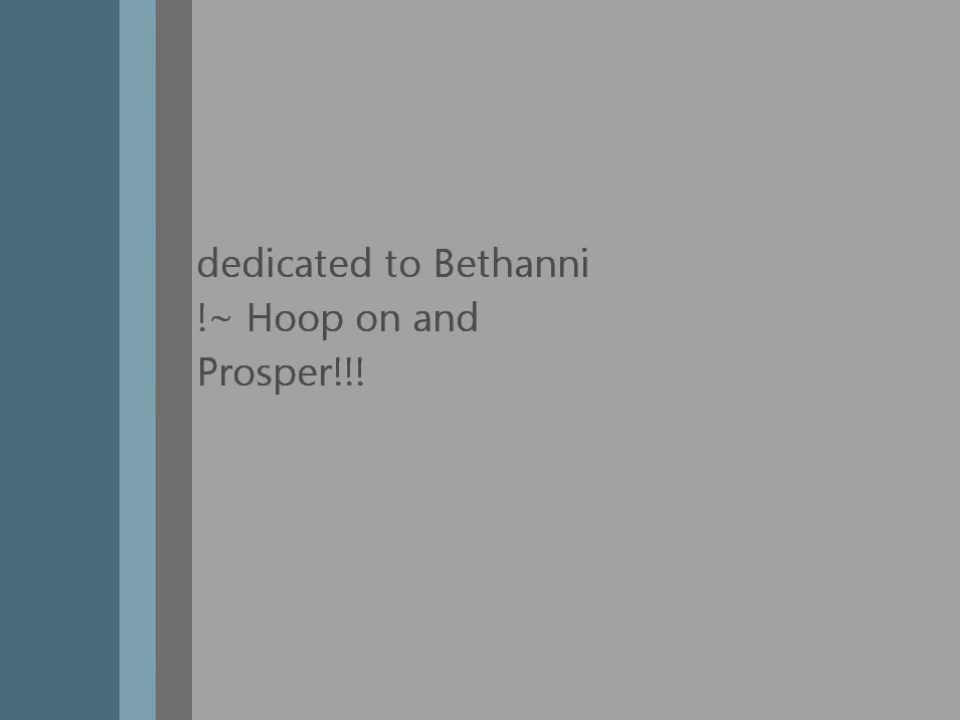 dedicated to Bethanni
!~ Hoop on and
Prosper!!!